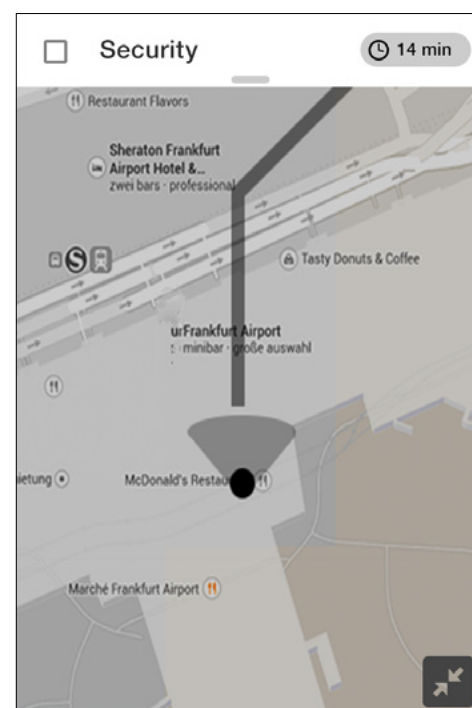 Security
14 min
Restaurant Flavors
Sheraton Frankfurt
Airport Hotel &...
zwei bars · professional
S
Tasty Donuts & Coffee
urFrankfurt Airport
minibar · große auswahl
ietung
McDonald's Restau
Marché Frankfurt Airport